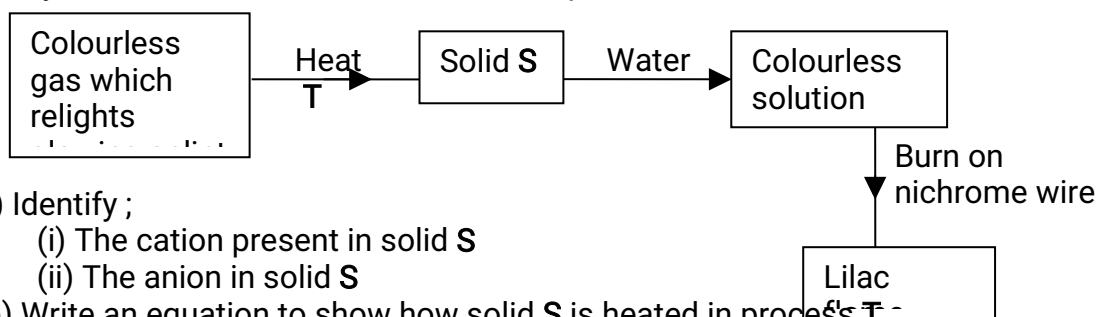 Colourless
gas which
relights
Heat
T
Solid S
Water
Colourless
solution
Burn on
nichrome wire
Lilac
) Identify ;
(i) The cation present in solid S
(ii) The anion in solid S
) Write an equation to show how solid S is heated in process T